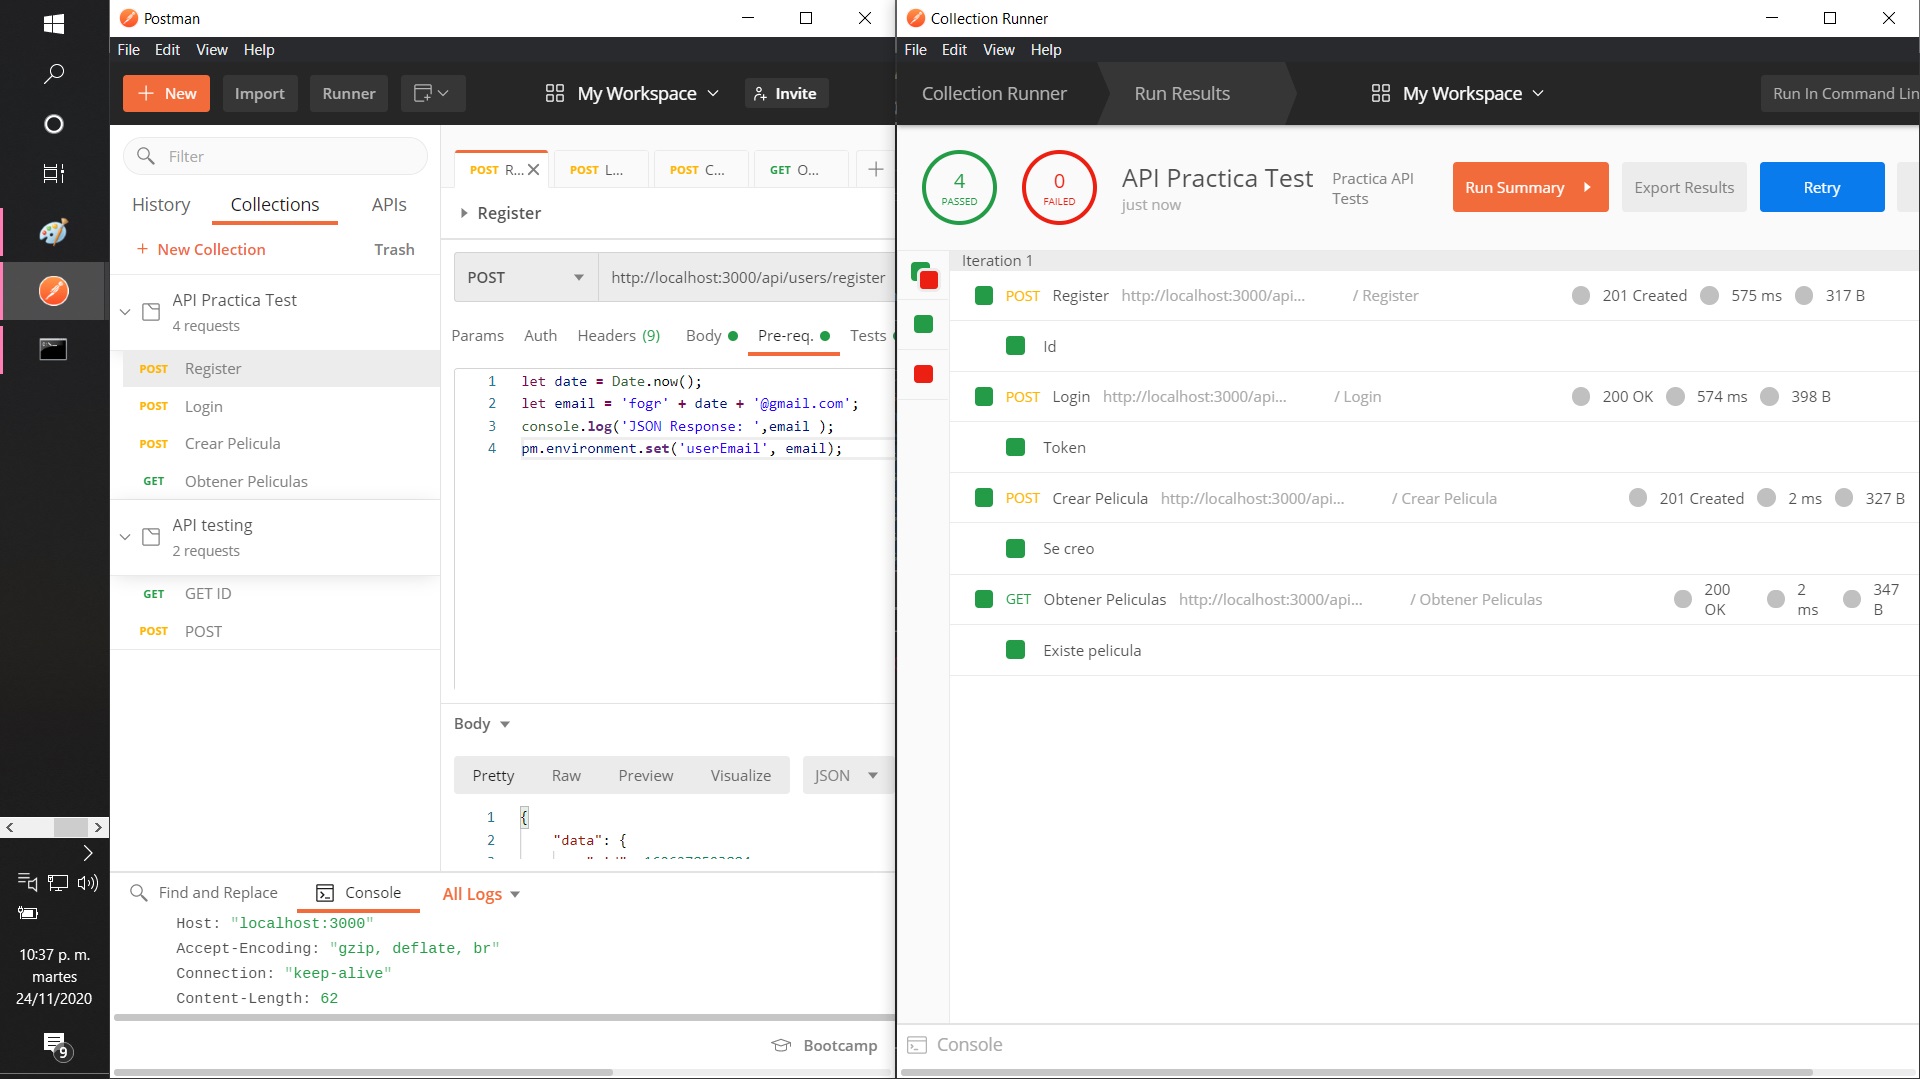 Postman
File Edit View Help
New
Import
Runner
My Workspace
Invite
Filter
History
Collections
APIs
+ New Collection
Trash
API Practica Test
4 requests
POST Register
POST Login
POST Crear Pelicula
GET Obtener Peliculas
API testing
2 requests
GET GET ID
POST POST
POST R...
POST L...
POST C...
GET O...
Register
POST
http://localhost:3000/api/users/register
Params Auth Headers (9) Body Pre-req. Tests
1 let date = Date.now();
2 let email = 'fogr' + date + '@gmail.com';
3 console.log('JSON Response: ',email );
4 pm.environment.set('userEmail', email);
Body
Pretty Raw Preview Visualize JSON
1 {
2 "data": {
Find and Replace
Console
All Logs
Host: "localhost:3000"
Accept-Encoding: "gzip, deflate, br"
Connection: "keep-alive"
Content-Length: 62
Bootcamp
10:37 p. m.
martes
24/11/2020
9
Collection Runner
File Edit View Help
Collection Runner
Run Results
My Workspace
Run In Command Lin
4
PASSED
0
FAILED
API Practica Test
just now
Practica API
Tests
Run Summary
Export Results
Retry
Iteration 1
POST Register http://localhost:3000/api... / Register 201 Created 575 ms 317 B
Id
POST Login http://localhost:3000/api... / Login 200 OK 574 ms 398 B
Token
POST Crear Pelicula http://localhost:3000/api... / Crear Pelicula 201 Created 2 ms 327 B
Se creo
GET Obtener Peliculas http://localhost:3000/api... / Obtener Peliculas 200 OK 2 ms 347 B
Existe pelicula
Console